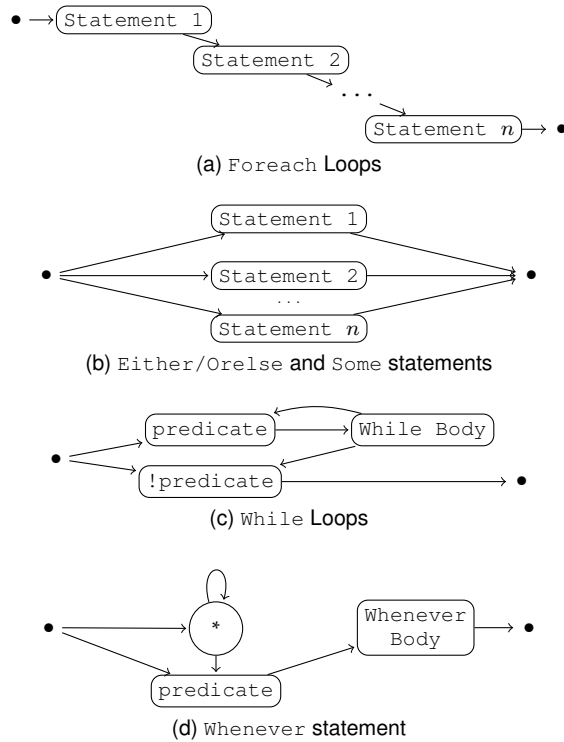 Statement 1
Statement 2
...
Statement n
(a) Foreach Loops
Statement 1
Statement 2
...
Statement n
(b) Either/Orelse and Some statements
predicate
While Body
!predicate
(c) While Loops
*
Whenever
Body
predicate
(d) Whenever statement